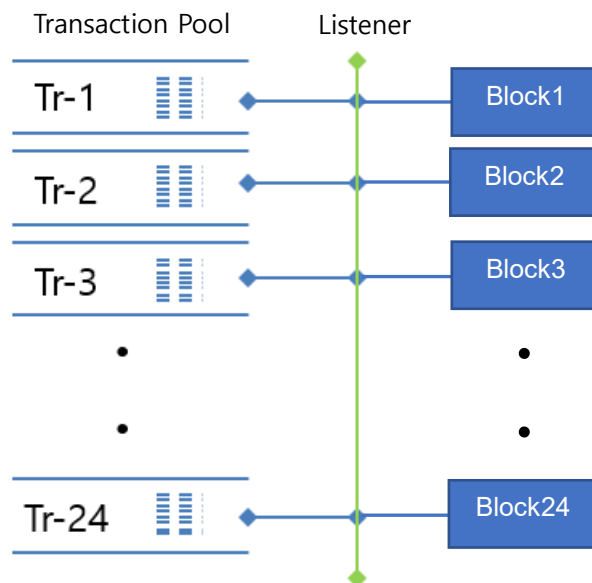 Transaction Pool Listener
Tr-1 Block1
Tr-2 Block2
Tr-3 Block3
Tr-24 Block24